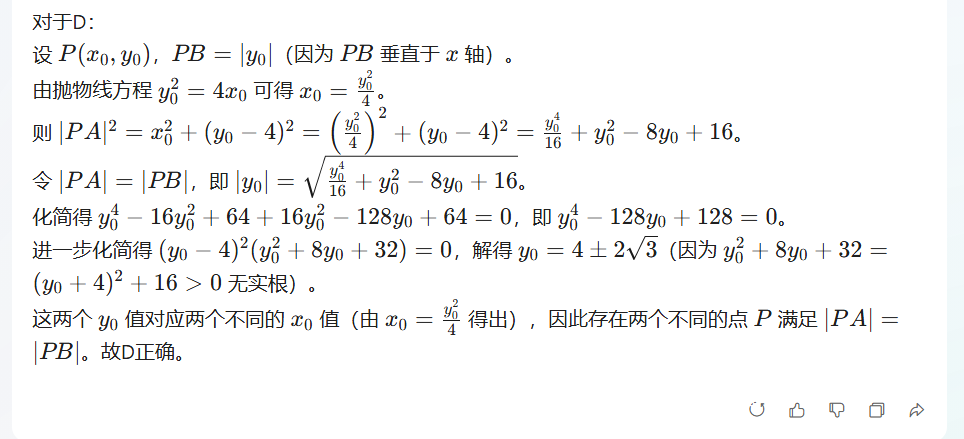 对于D：
设 $P(x_0, y_0)$，$PB = |y_0|$（因为 $PB$ 垂直于 $x$ 轴）。
由抛物线方程 $y_0^2 = 4x_0$ 可得 $x_0 = \frac{y_0^2}{4}$。
则 $|PA|^2 = x_0^2 + (y_0 - 4)^2 = \left(\frac{y_0^2}{4}\right)^2 + (y_0 - 4)^2 = \frac{y_0^4}{16} + y_0^2 - 8y_0 + 16$。
令 $|PA| = |PB|$，即 $|y_0| = \sqrt{\frac{y_0^4}{16} + y_0^2 - 8y_0 + 16}$。
化简得 $y_0^4 - 16y_0^2 + 64 + 16y_0^2 - 128y_0 + 64 = 0$，即 $y_0^4 - 128y_0 + 128 = 0$。
进一步化简得 $(y_0 - 4)^2(y_0^2 + 8y_0 + 32) = 0$，解得 $y_0 = 4 \pm 2\sqrt{3}$（因为 $y_0^2 + 8y_0 + 32 =$
$(y_0 + 4)^2 + 16 > 0$ 无实根）。
这两个 $y_0$ 值对应两个不同的 $x_0$ 值（由 $x_0 = \frac{y_0^2}{4}$ 得出），因此存在两个不同的点 $P$ 满足 $|PA| =$
$|PB|$。故D正确。